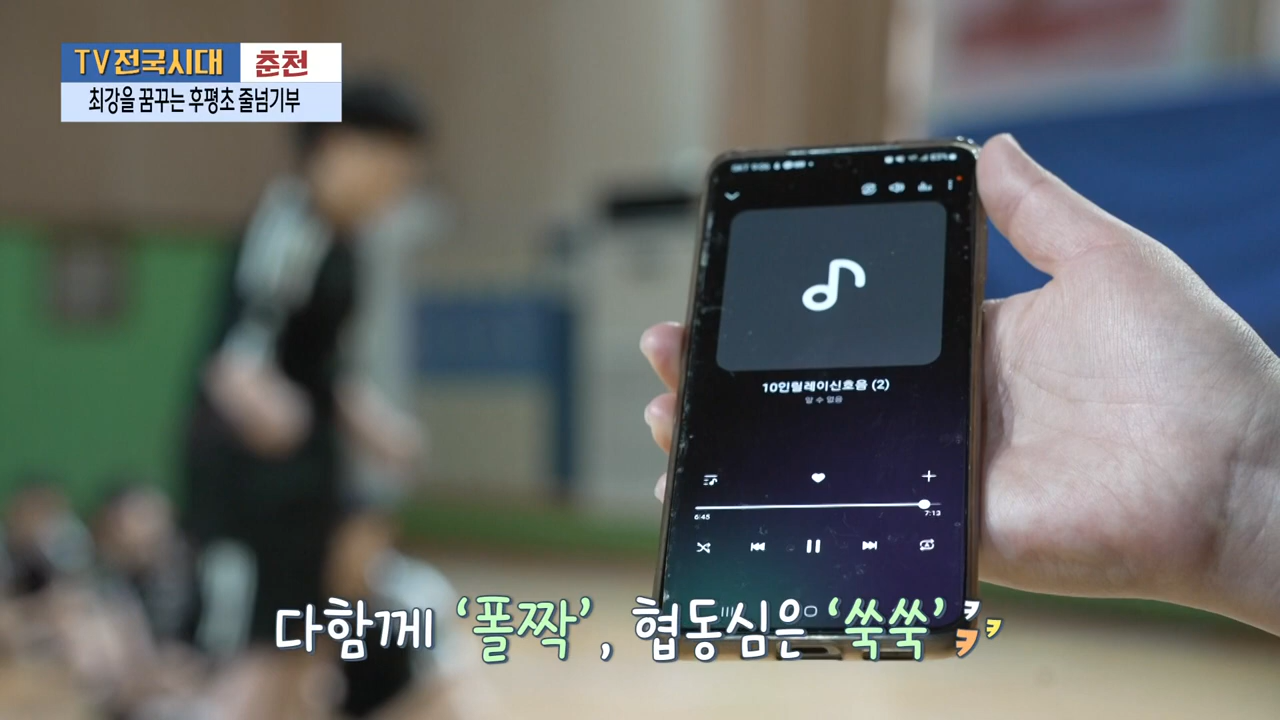 TV전국시대 춘천
최강을 꿈꾸는 후평초 줄넘기부
10인릴레이신호음 (2)
알 수 없음
6:45
7:13
다함께 ‘폴짝’, 협동심은 ‘쑥쑥’